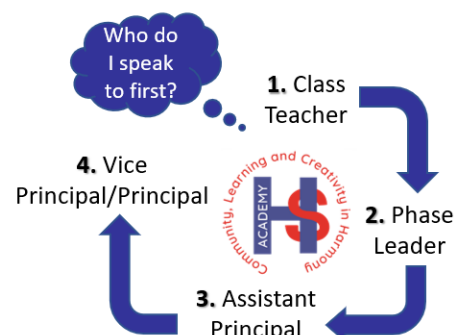 Who do
I speak
to first?
1. Class
Teacher
2. Phase
Leader
3. Assistant
Principal
4. Vice
Principal/Principal
Community, Learning and Creativity in Harmony
ACADEMY
HS